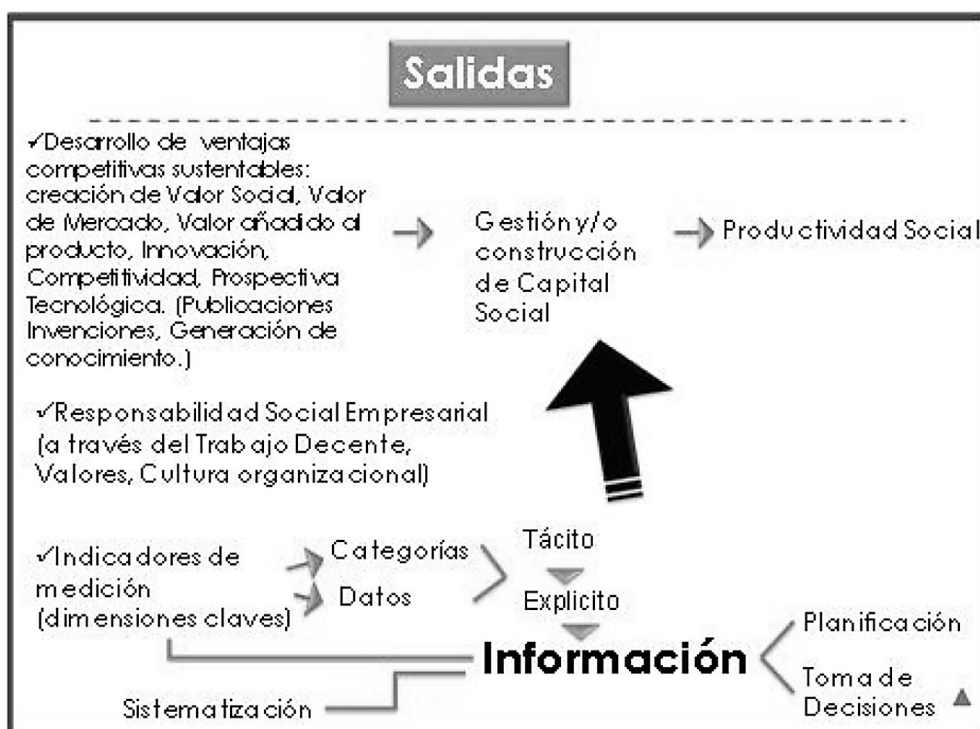 Salidas
✓Desarrollo de ventajas
competitivas sustentables:
creación de Valor Social, Valor
de Mercado, Valor añadido al
producto, Innovación,
Competitividad, Prospectiva
Tecnológica. (Publicaciones
Invenciones, Generación de
conocimiento.)
Gestión y/o
construcción
de Capital
Social
Productividad Social
✓Responsabilidad Social Empresarial
(a través del Trabajo Decente,
Valores, Cultura organizacional)
✓Indicadores de
medición
(dimensiones claves)
Categorías
Datos
Tácito
Explicito
Información
Sistematización
Planificación
Toma de
Decisiones